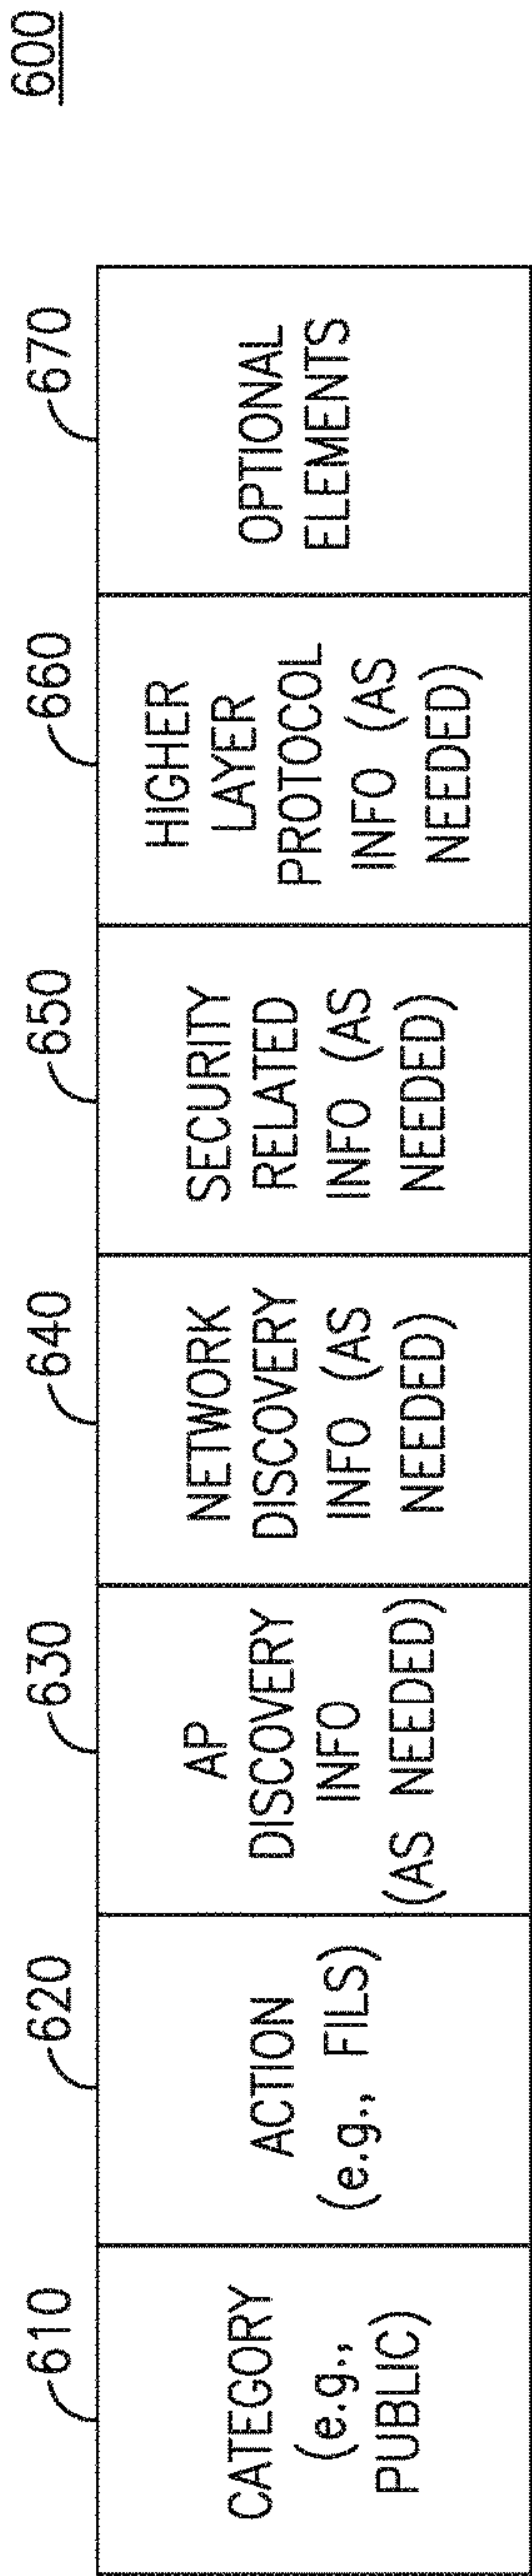 600
610
CATEGORY
(e.g.,
PUBLIC)
620
ACTION
(e.g., FILS)
630
AP
DISCOVERY
INFO
(AS NEEDED)
640
NETWORK
DISCOVERY
INFO (AS
NEEDED)
650
SECURITY
RELATED
INFO (AS
NEEDED)
660
HIGHER
LAYER
PROTOCOL
INFO (AS
NEEDED)
670
OPTIONAL
ELEMENTS